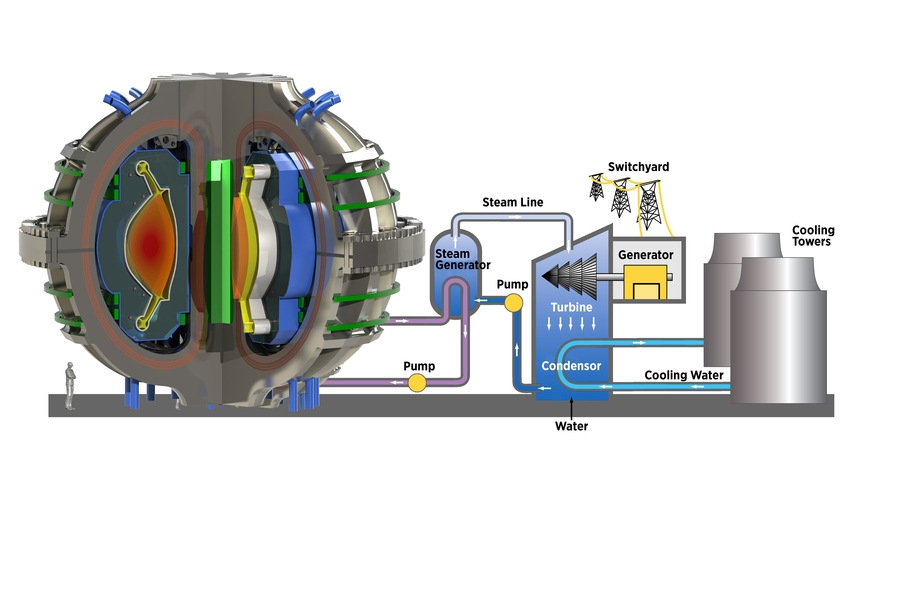 Switchyard
Steam Line
Cooling
Towers
Steam
Generator
Generator
Pump
Turbine
Pump
Condensor
Cooling Water
Water